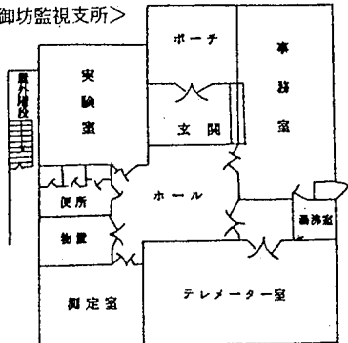 御坊監視支所>
ポーチ
実験室
事務室
屋外階段
玄関
ホール
便所
物置
湯沸室
測定室
テレメーター室